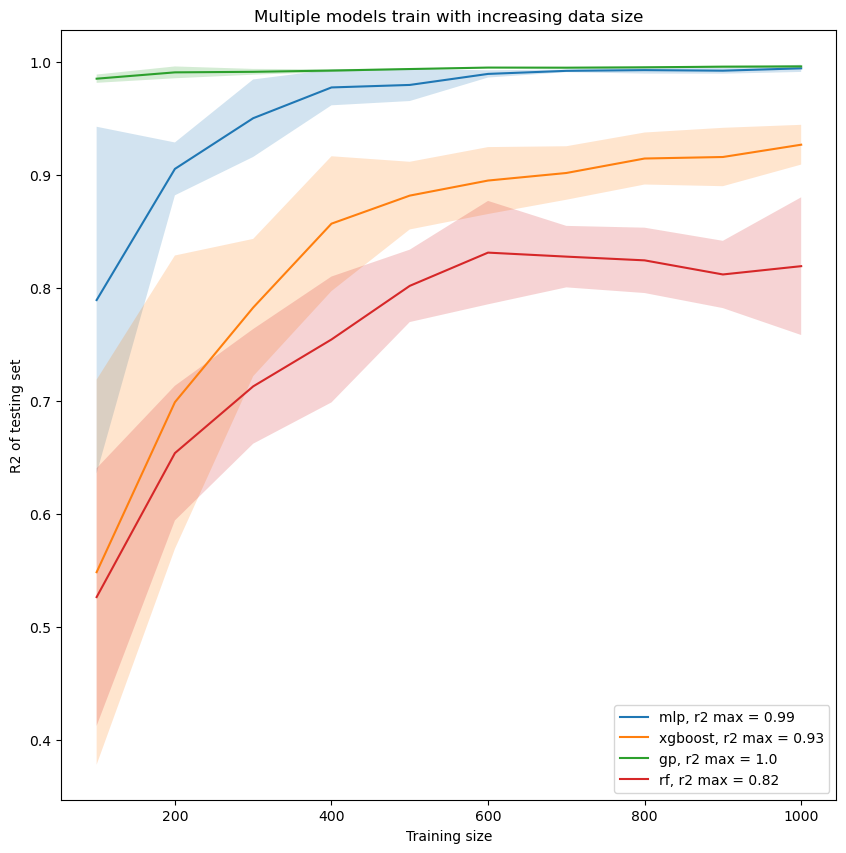 Multiple models train with increasing data size
R2 of testing set
1.0
0.9
0.8
0.7
0.6
0.5
0.4
mlp, r2 max = 0.99
xgboost, r2 max = 0.93
gp, r2 max = 1.0
rf, r2 max = 0.82
200
400
600
800
1000
Training size